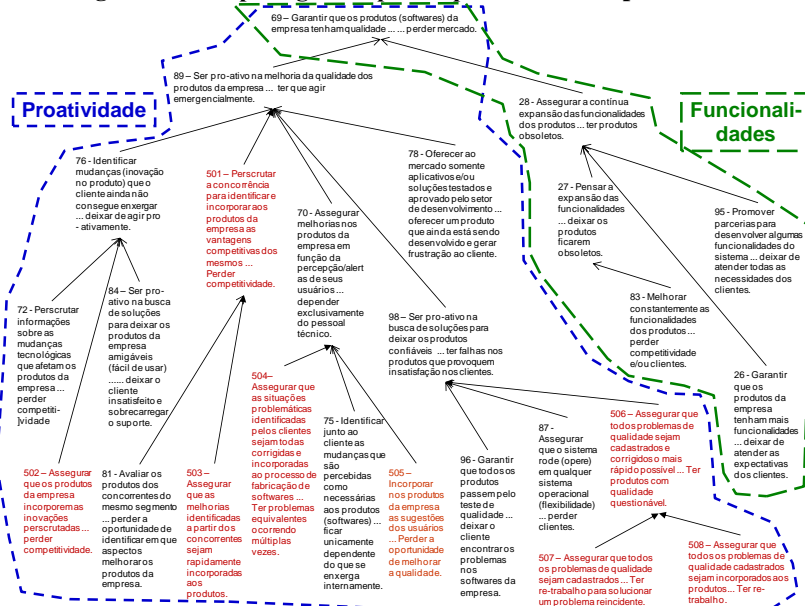 69 – Garantir que os produtos (softwares) da
empresa tenham qualidade ... ... perder mercado.
89 – Ser pro-ativo na melhoria da qualidade dos
produtos da empresa ... ter que agir
emergencialmente.
28 - Assegurar a contínua
expansão das funcionalidades
dos produtos ... ter produtos
obsoletos.
Proatividade
Funcionali-
dades
76 - Identificar
mudanças (inovação
no produto) que o
cliente ainda não
consegue enxergar
... deixar de agir pro
- ativamente.
501 – Perscrutar
a concorrência
para identificar e
incorporar aos
produtos da
empresa as
vantagens
competitivas dos
mesmos ...
Perder
competitividade.
70 - Assegurar
melhorias nos
produtos da
empresa em
função da
percepção/alert
as de seus
usuários ...
depender
exclusivamente
do pessoal
técnico.
78 - Oferecer ao
mercado somente
aplicativos e/ou
soluções testados e
aprovado pelo setor
de desenvolvimento ...
oferecer um produto
que ainda está sendo
desenvolvido e gerar
frustração ao cliente.
27 - Pensar a
expansão das
funcionalidades
... deixar os
produtos
ficarem
obsoletos.
95 - Promover
parcerias para
desenvolver algumas
funcionalidades do
sistema ... deixar de
atender todas as
necessidades dos
clientes.
72 - Perscrutar
informações
sobre as
mudanças
tecnológicas
que afetam os
produtos da
empresa ...
perder
competiti-
]vidade
84 – Ser pro-
ativo na busca
de soluções
para deixar os
produtos da
empresa
amigáveis
(fácil de usar)
...... deixar o
cliente
insatisfeito e
sobrecarregar
o suporte.
98 – Ser pro-ativo na
busca de soluções para
deixar os produtos
confiáveis ... ter falhas nos
produtos que provoquem
insatisfação nos clientes.
83 - Melhorar
constantemente as
funcionalidades
dos produtos ...
perder
competitividade
e/ou clientes.
504–
Assegurar que
as situações
problemáticas
identificadas
pelos clientes
sejam todas
corrigidas e
incorporadas
ao processo de
fabricação de
softwares ...
Ter problemas
equivalentes
ocorrendo
múltiplas
vezes.
75 - Identificar
junto ao
cliente as
mudanças que
são
percebidas
como
necessárias
aos produtos
(softwares) ...
ficar
unicamente
dependente
do que se
enxerga
internamente.
26 - Garantir
que os
produtos da
empresa
tenham mais
funcionalidades
... deixar de
atender as
expectativas
dos clientes.
87 -
Assegurar
que o sistema
rode (opere)
em qualquer
sistema
operacional
(flexibilidade)
... perder
clientes.
506 – Assegurar que
todos problemas de
qualidade sejam
cadastrados e
corrigidos o mais
rápido possível ... Ter
produtos com
qualidade
questionável.
502 – Assegurar
que os produtos
da empresa
incorporem as
inovações
perscrutadas ...
perder
competitividade.
81 - Avaliar os
produtos dos
concorrentes do
mesmo segmento
... perder a
oportunidade de
identificar em que
aspectos
melhorar os
produtos da
empresa.
503 –
Assegurar
que as
melhorias
identificadas
a partir dos
concorrentes
sejam
rapidamente
incorporadas
aos
produtos.
505 –
Incorporar
nos produtos
da empresa
as sugestões
dos usuários
... Perder a
oportunidade
de melhorar
a qualidade.
96 - Garantir
que todos os
produtos
passem pelo
teste de
qualidade ...
deixar o
cliente
encontrar os
problemas
nos
softwares da
empresa.
507 – Assegurar que todos
os problemas de qualidade
sejam cadastrados ... Ter
re-trabalho para solucionar
um problema reincidente.
508 – Assegurar que
todos os problemas de
qualidade cadastrados
sejam incorporados aos
produtos ... Ter re-
trabalho.